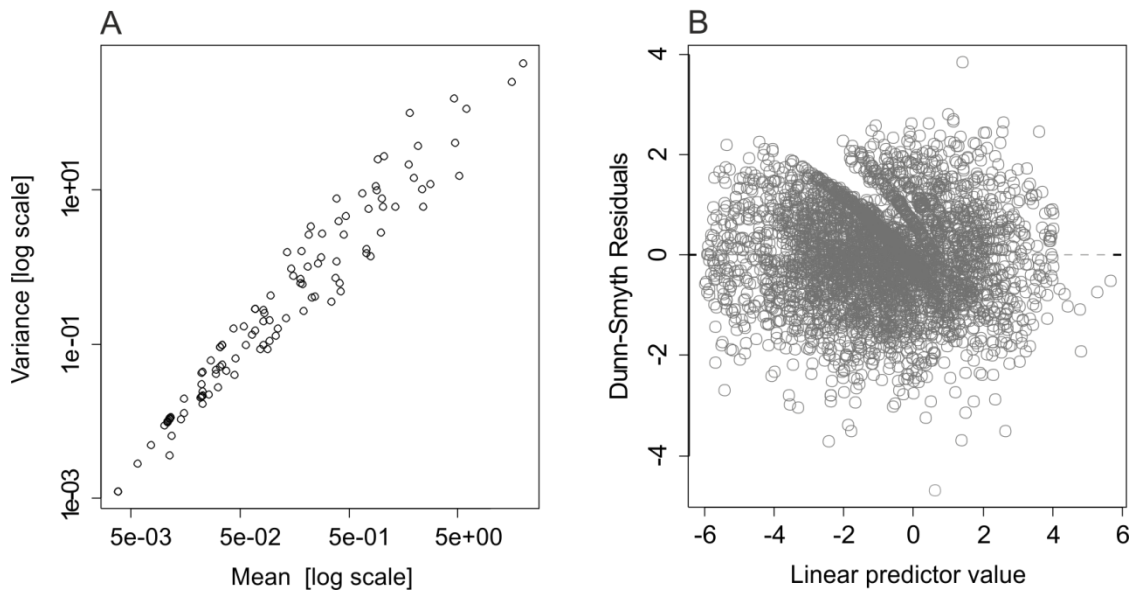 A
Variance [log scale]
1e+01
1e-01
1e-03
5e-03 5e-02 5e-01 5e+00
Mean [log scale]
B
Dunn-Smyth Residuals
4
2
0
-2
-4
-6 -4 -2 0 2 4 6
Linear predictor value